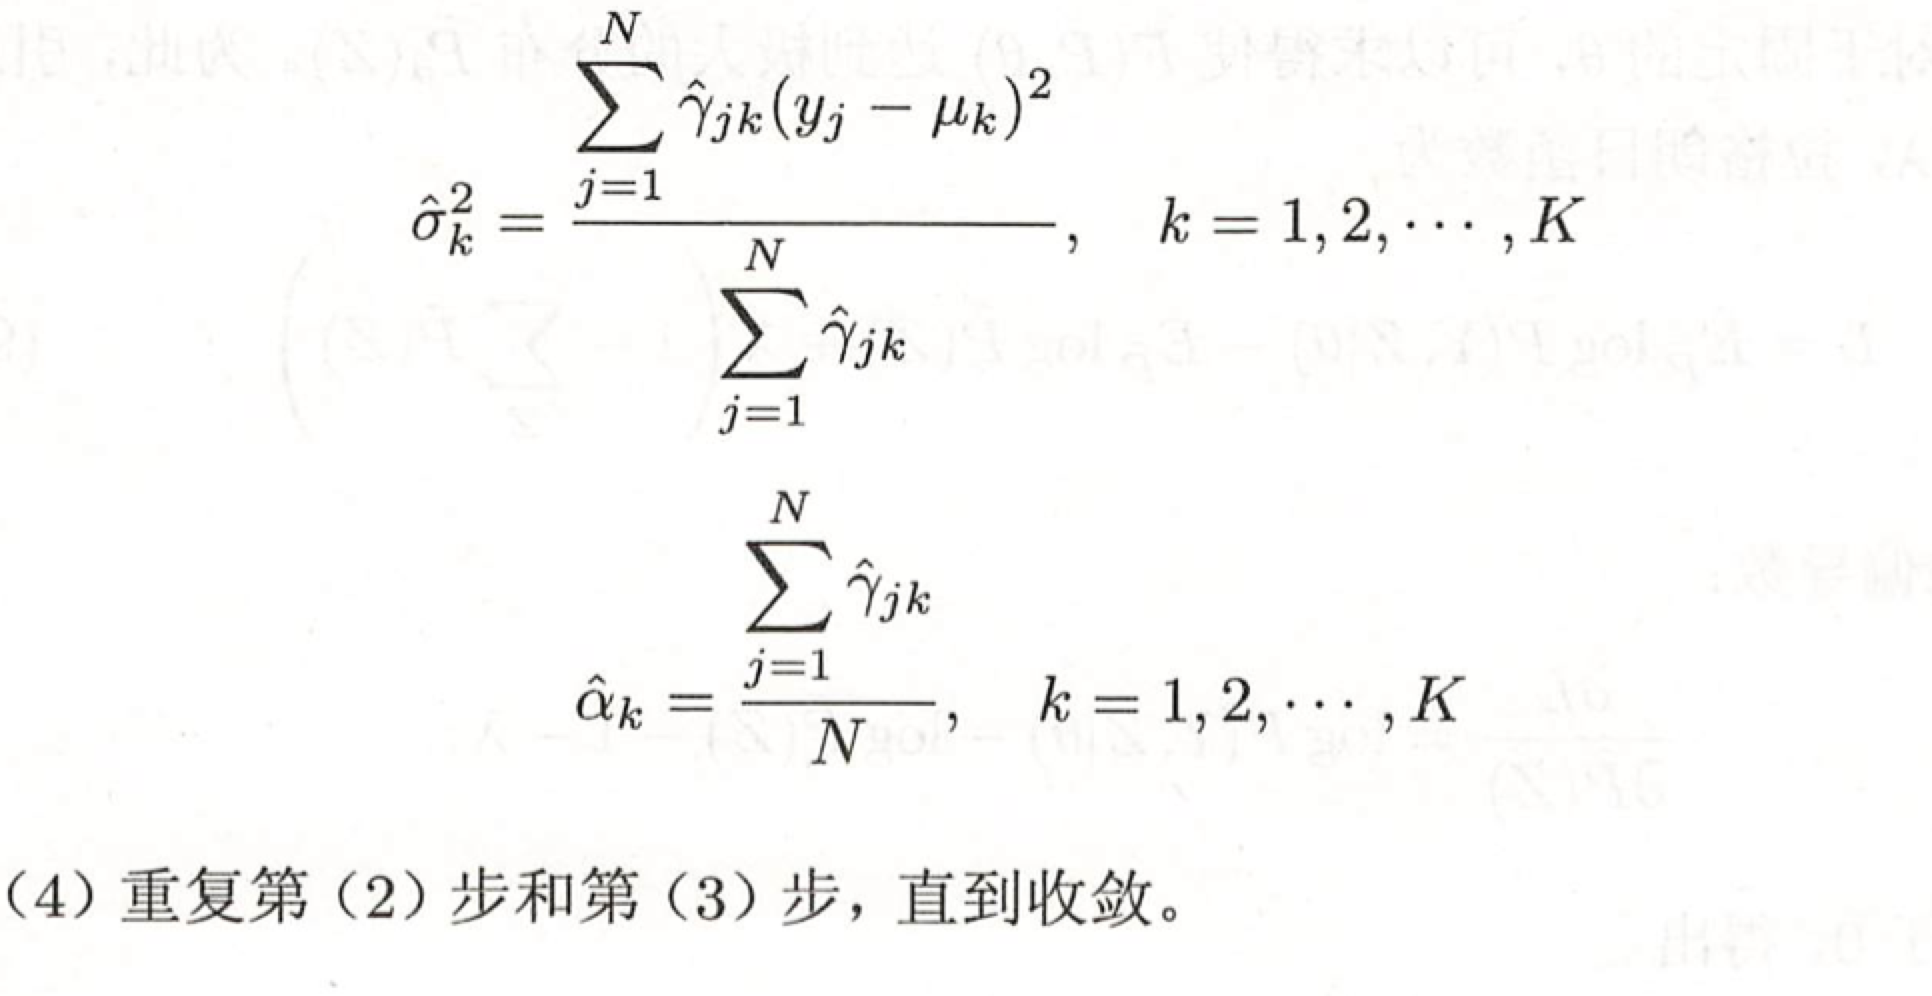 $$\hat{\sigma}_k^2 = \frac{\sum_{j=1}^{N} \hat{\gamma}_{jk}(y_j - \mu_k)^2}{\sum_{j=1}^{N} \hat{\gamma}_{jk}}, \quad k = 1, 2, \cdots, K$$
$$\hat{\alpha}_k = \frac{\sum_{j=1}^{N} \hat{\gamma}_{jk}}{N}, \quad k = 1, 2, \cdots, K$$
(4) 重复第 (2) 步和第 (3) 步，直到收敛。